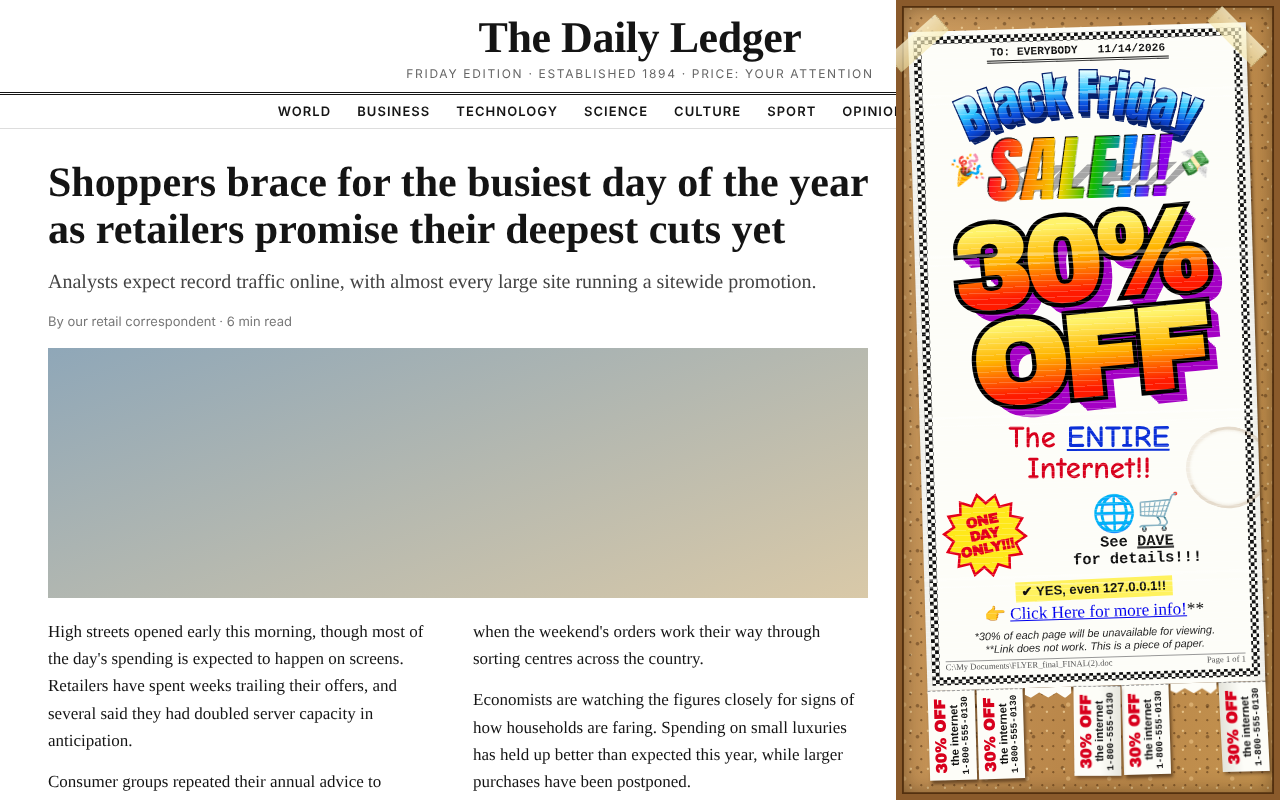 The Daily Ledger
FRIDAY EDITION · ESTABLISHED 1894 · PRICE: YOUR ATTENTION
WORLD BUSINESS TECHNOLOGY SCIENCE CULTURE SPORT OPINION
Shoppers brace for the busiest day of the year
as retailers promise their deepest cuts yet
Analysts expect record traffic online, with almost every large site running a sitewide promotion.
By our retail correspondent · 6 min read
High streets opened early this morning, though most of
the day's spending is expected to happen on screens.
Retailers have spent weeks trailing their offers, and
several said they had doubled server capacity in
anticipation.
Consumer groups repeated their annual advice to
when the weekend's orders work their way through
sorting centres across the country.
Economists are watching the figures closely for signs of
how households are faring. Spending on small luxuries
has held up better than expected this year, while larger
purchases have been postponed.
TO: EVERYBODY 11/14/2026
Black Friday
🎉 SALE!!! 💸
30%
OFF
The ENTIRE
Internet!!
ONE
DAY
ONLY!!!
🌐🛒
See DAVE
for details!!!
✔ YES, even 127.0.0.1!!
👉 Click Here for more info!**
*30% of each page will be unavailable for viewing.
**Link does not work. This is a piece of paper.
C:\My Documents\FLYER_final_FINAL(2).doc Page 1 of 1
30% OFF
the internet
1-800-555-0130
30% OFF
the internet
1-800-555-0130
30% OFF
the internet
1-800-555-0130
30% OFF
the internet
1-800-555-0130
30% OFF
the internet
1-800-555-0130